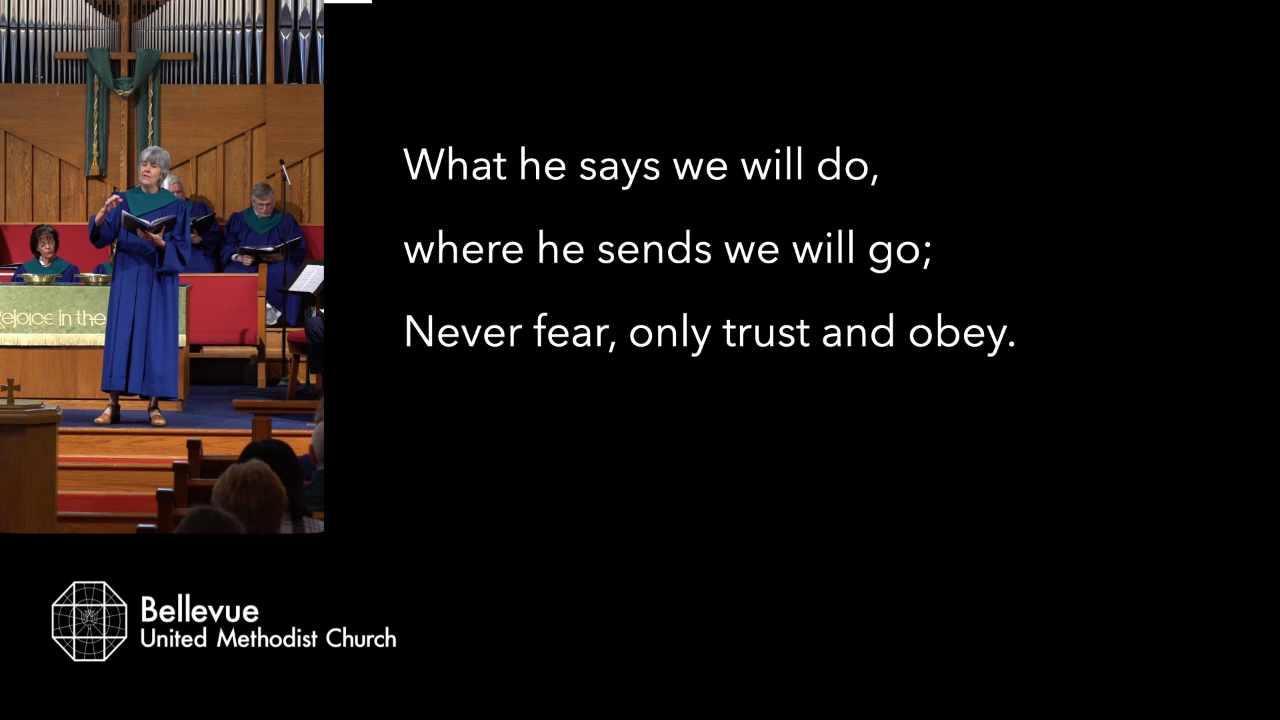 What he says we will do,
where he sends we will go;
Never fear, only trust and obey.
ejoice in the
Bellevue
United Methodist Church